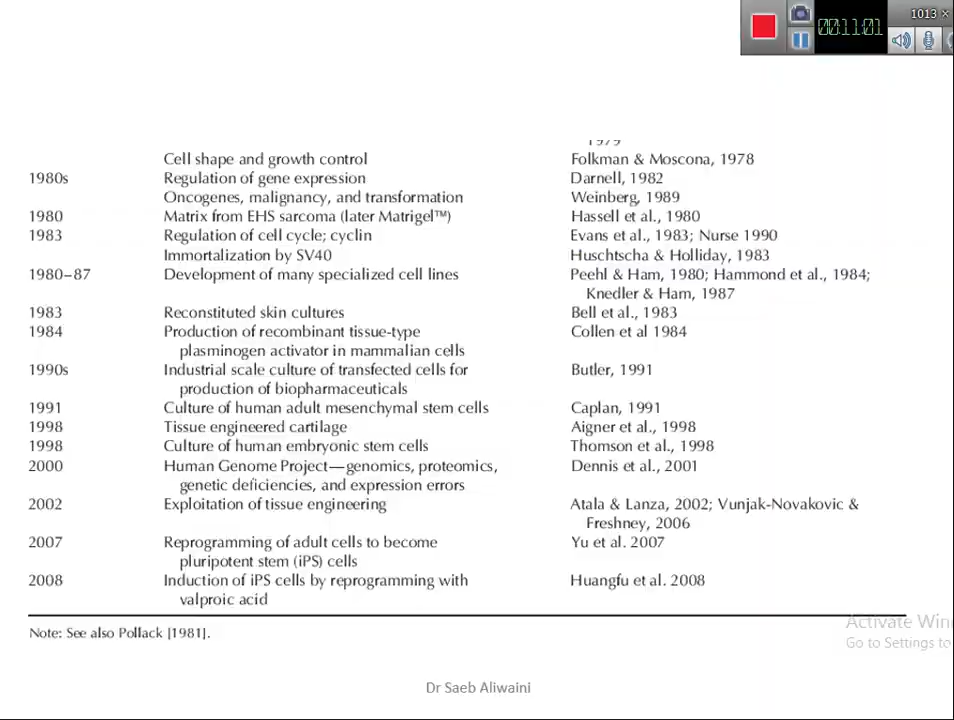 1013 ×
00:11:01
1979
Cell shape and growth control Folkman & Moscona, 1978
1980s Regulation of gene expression Darnell, 1982
Oncogenes, malignancy, and transformation Weinberg, 1989
1980 Matrix from EHS sarcoma (later Matrigel™) Hassell et al., 1980
1983 Regulation of cell cycle; cyclin Evans et al., 1983; Nurse 1990
Immortalization by SV40 Huschtscha & Holliday, 1983
1980–87 Development of many specialized cell lines Peehl & Ham, 1980; Hammond et al., 1984;
Knedler & Ham, 1987
1983 Reconstituted skin cultures Bell et al., 1983
1984 Production of recombinant tissue-type Collen et al 1984
plasminogen activator in mammalian cells
1990s Industrial scale culture of transfected cells for Butler, 1991
production of biopharmaceuticals
1991 Culture of human adult mesenchymal stem cells Caplan, 1991
1998 Tissue engineered cartilage Aigner et al., 1998
1998 Culture of human embryonic stem cells Thomson et al., 1998
2000 Human Genome Project—genomics, proteomics, Dennis et al., 2001
genetic deficiencies, and expression errors
2002 Exploitation of tissue engineering Atala & Lanza, 2002; Vunjak-Novakovic &
Freshney, 2006
2007 Reprogramming of adult cells to become Yu et al. 2007
pluripotent stem (iPS) cells
2008 Induction of iPS cells by reprogramming with Huangfu et al. 2008
valproic acid
Note: See also Pollack [1981].
Activate Win
Go to Settings to
Dr Saeb Aliwaini